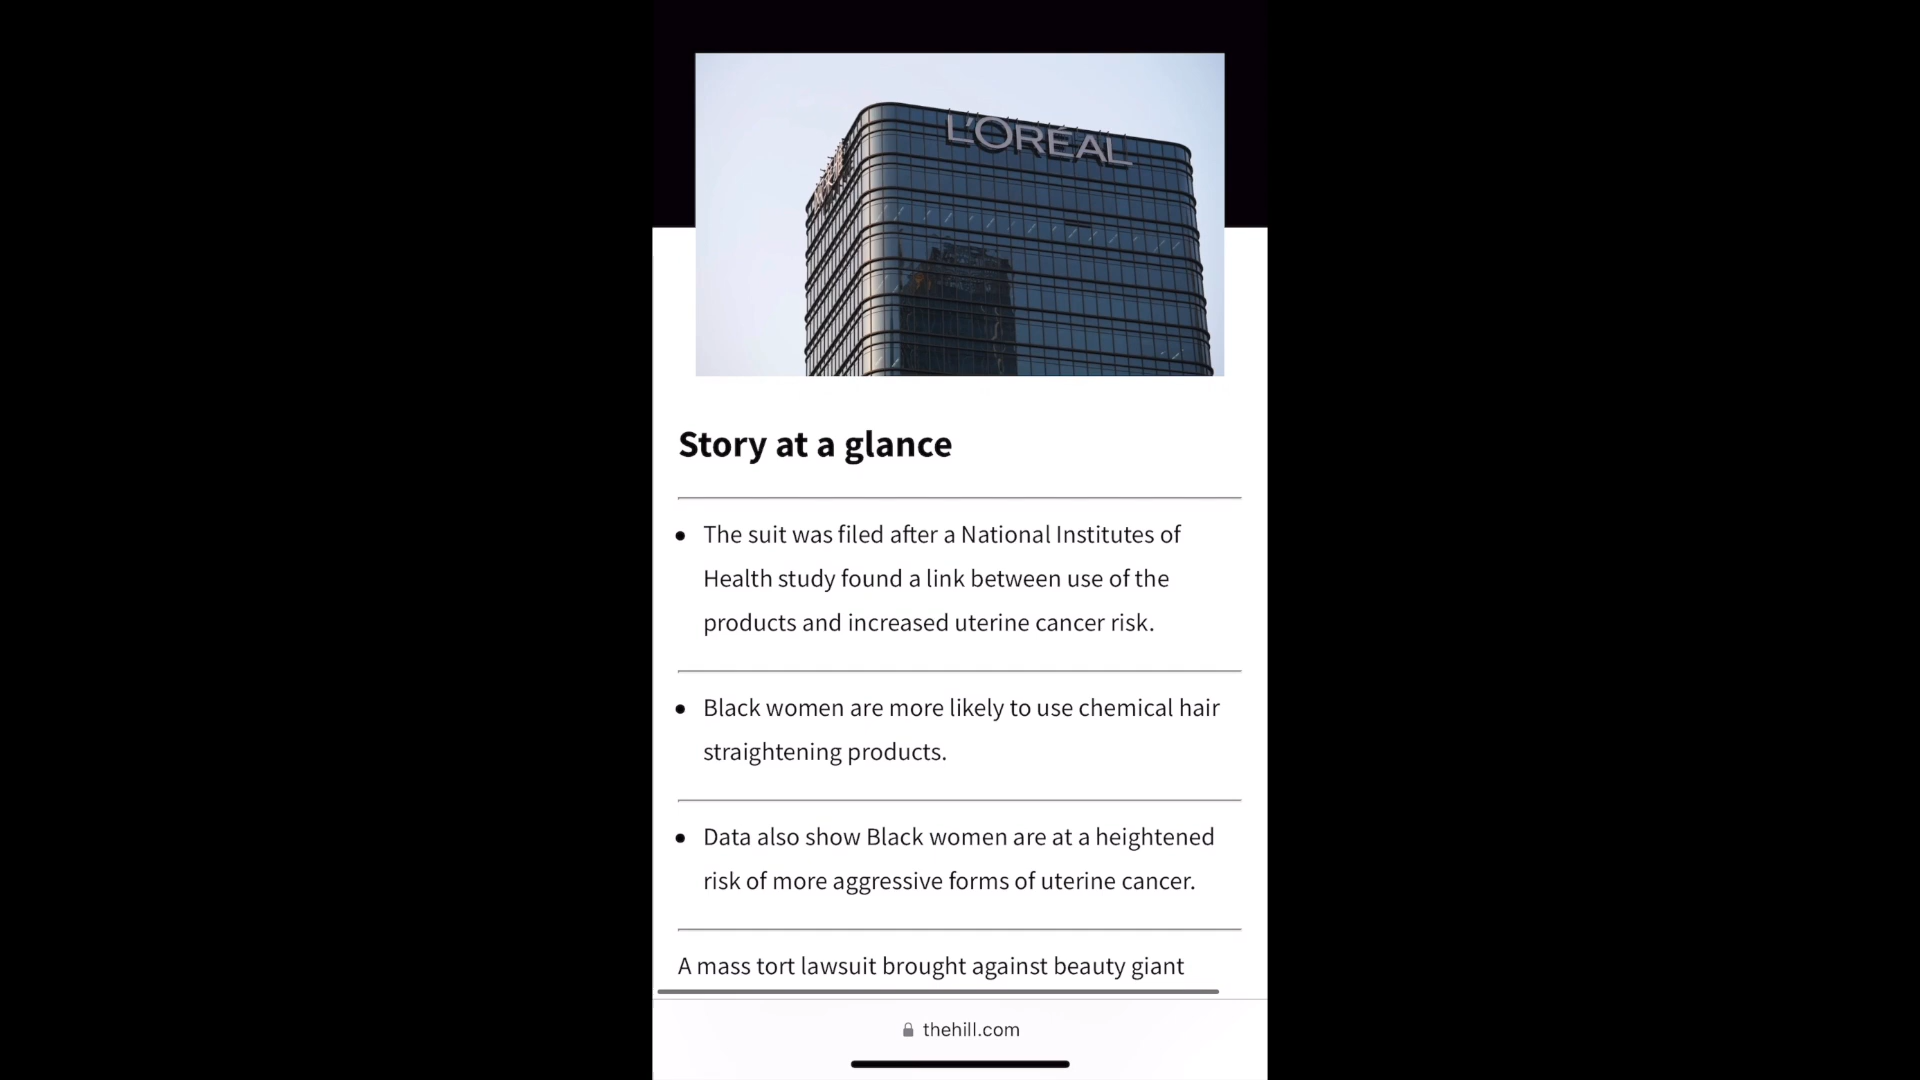 L'ORÉAL
Story at a glance
• The suit was filed after a National Institutes of
Health study found a link between use of the
products and increased uterine cancer risk.
• Black women are more likely to use chemical hair
straightening products.
• Data also show Black women are at a heightened
risk of more aggressive forms of uterine cancer.
A mass tort lawsuit brought against beauty giant
thehill.com